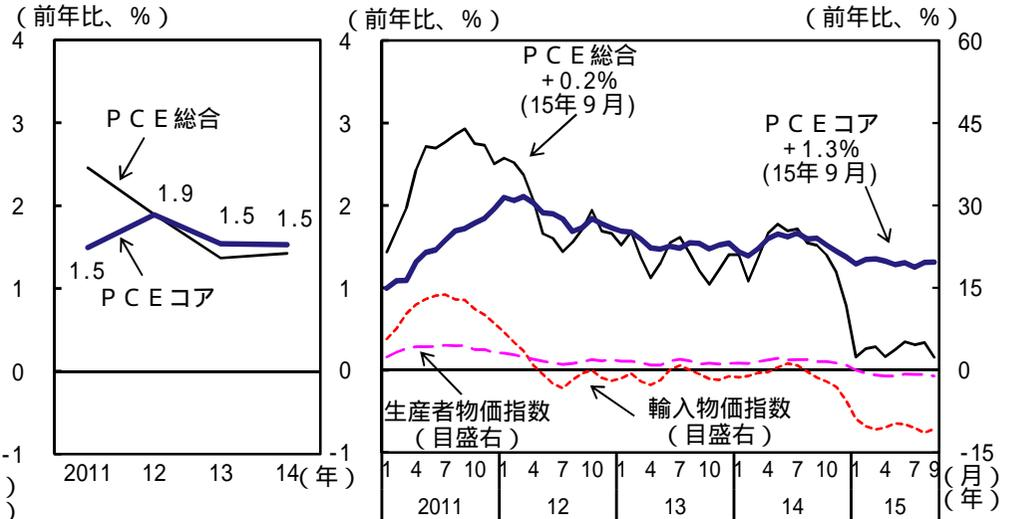 (前年比、%)
4
3
2
1
0
-1
ＰＣＥ総合
1.9
1.5
1.5
1.5
ＰＣＥコア
2011 12 13 14 (年)
)
)
(前年比、%)
(前年比、%)
4
3
2
1
0
-1
60
45
30
15
0
-15
ＰＣＥ総合
+0.2%
(15年９月)
ＰＣＥコア
+1.3%
(15年９月)
生産者物価指数
(目盛右)
輸入物価指数
(目盛右)
1 4 7 10 1 4 7 10 1 4 7 10 1 4 7 10 1 4 7 9 (月)
2011 12 13 14 15 (年)